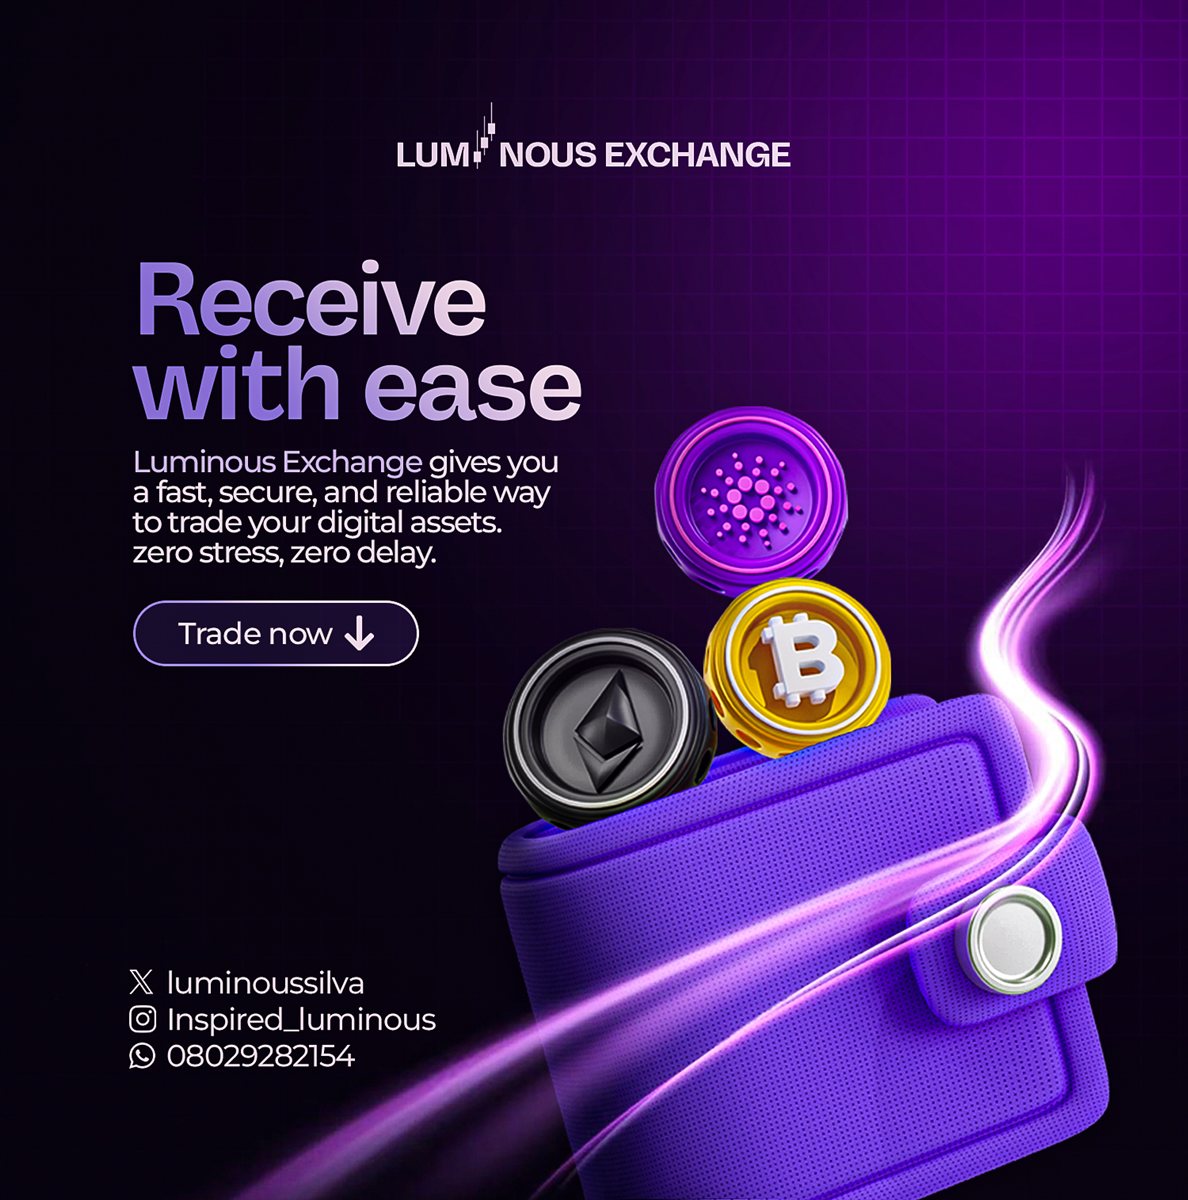 LUMINOUS EXCHANGE
Receive
with ease
Luminous Exchange gives you
a fast, secure, and reliable way
to trade your digital assets.
zero stress, zero delay.
Trade now
luminoussilva
Inspired_luminous
08029282154